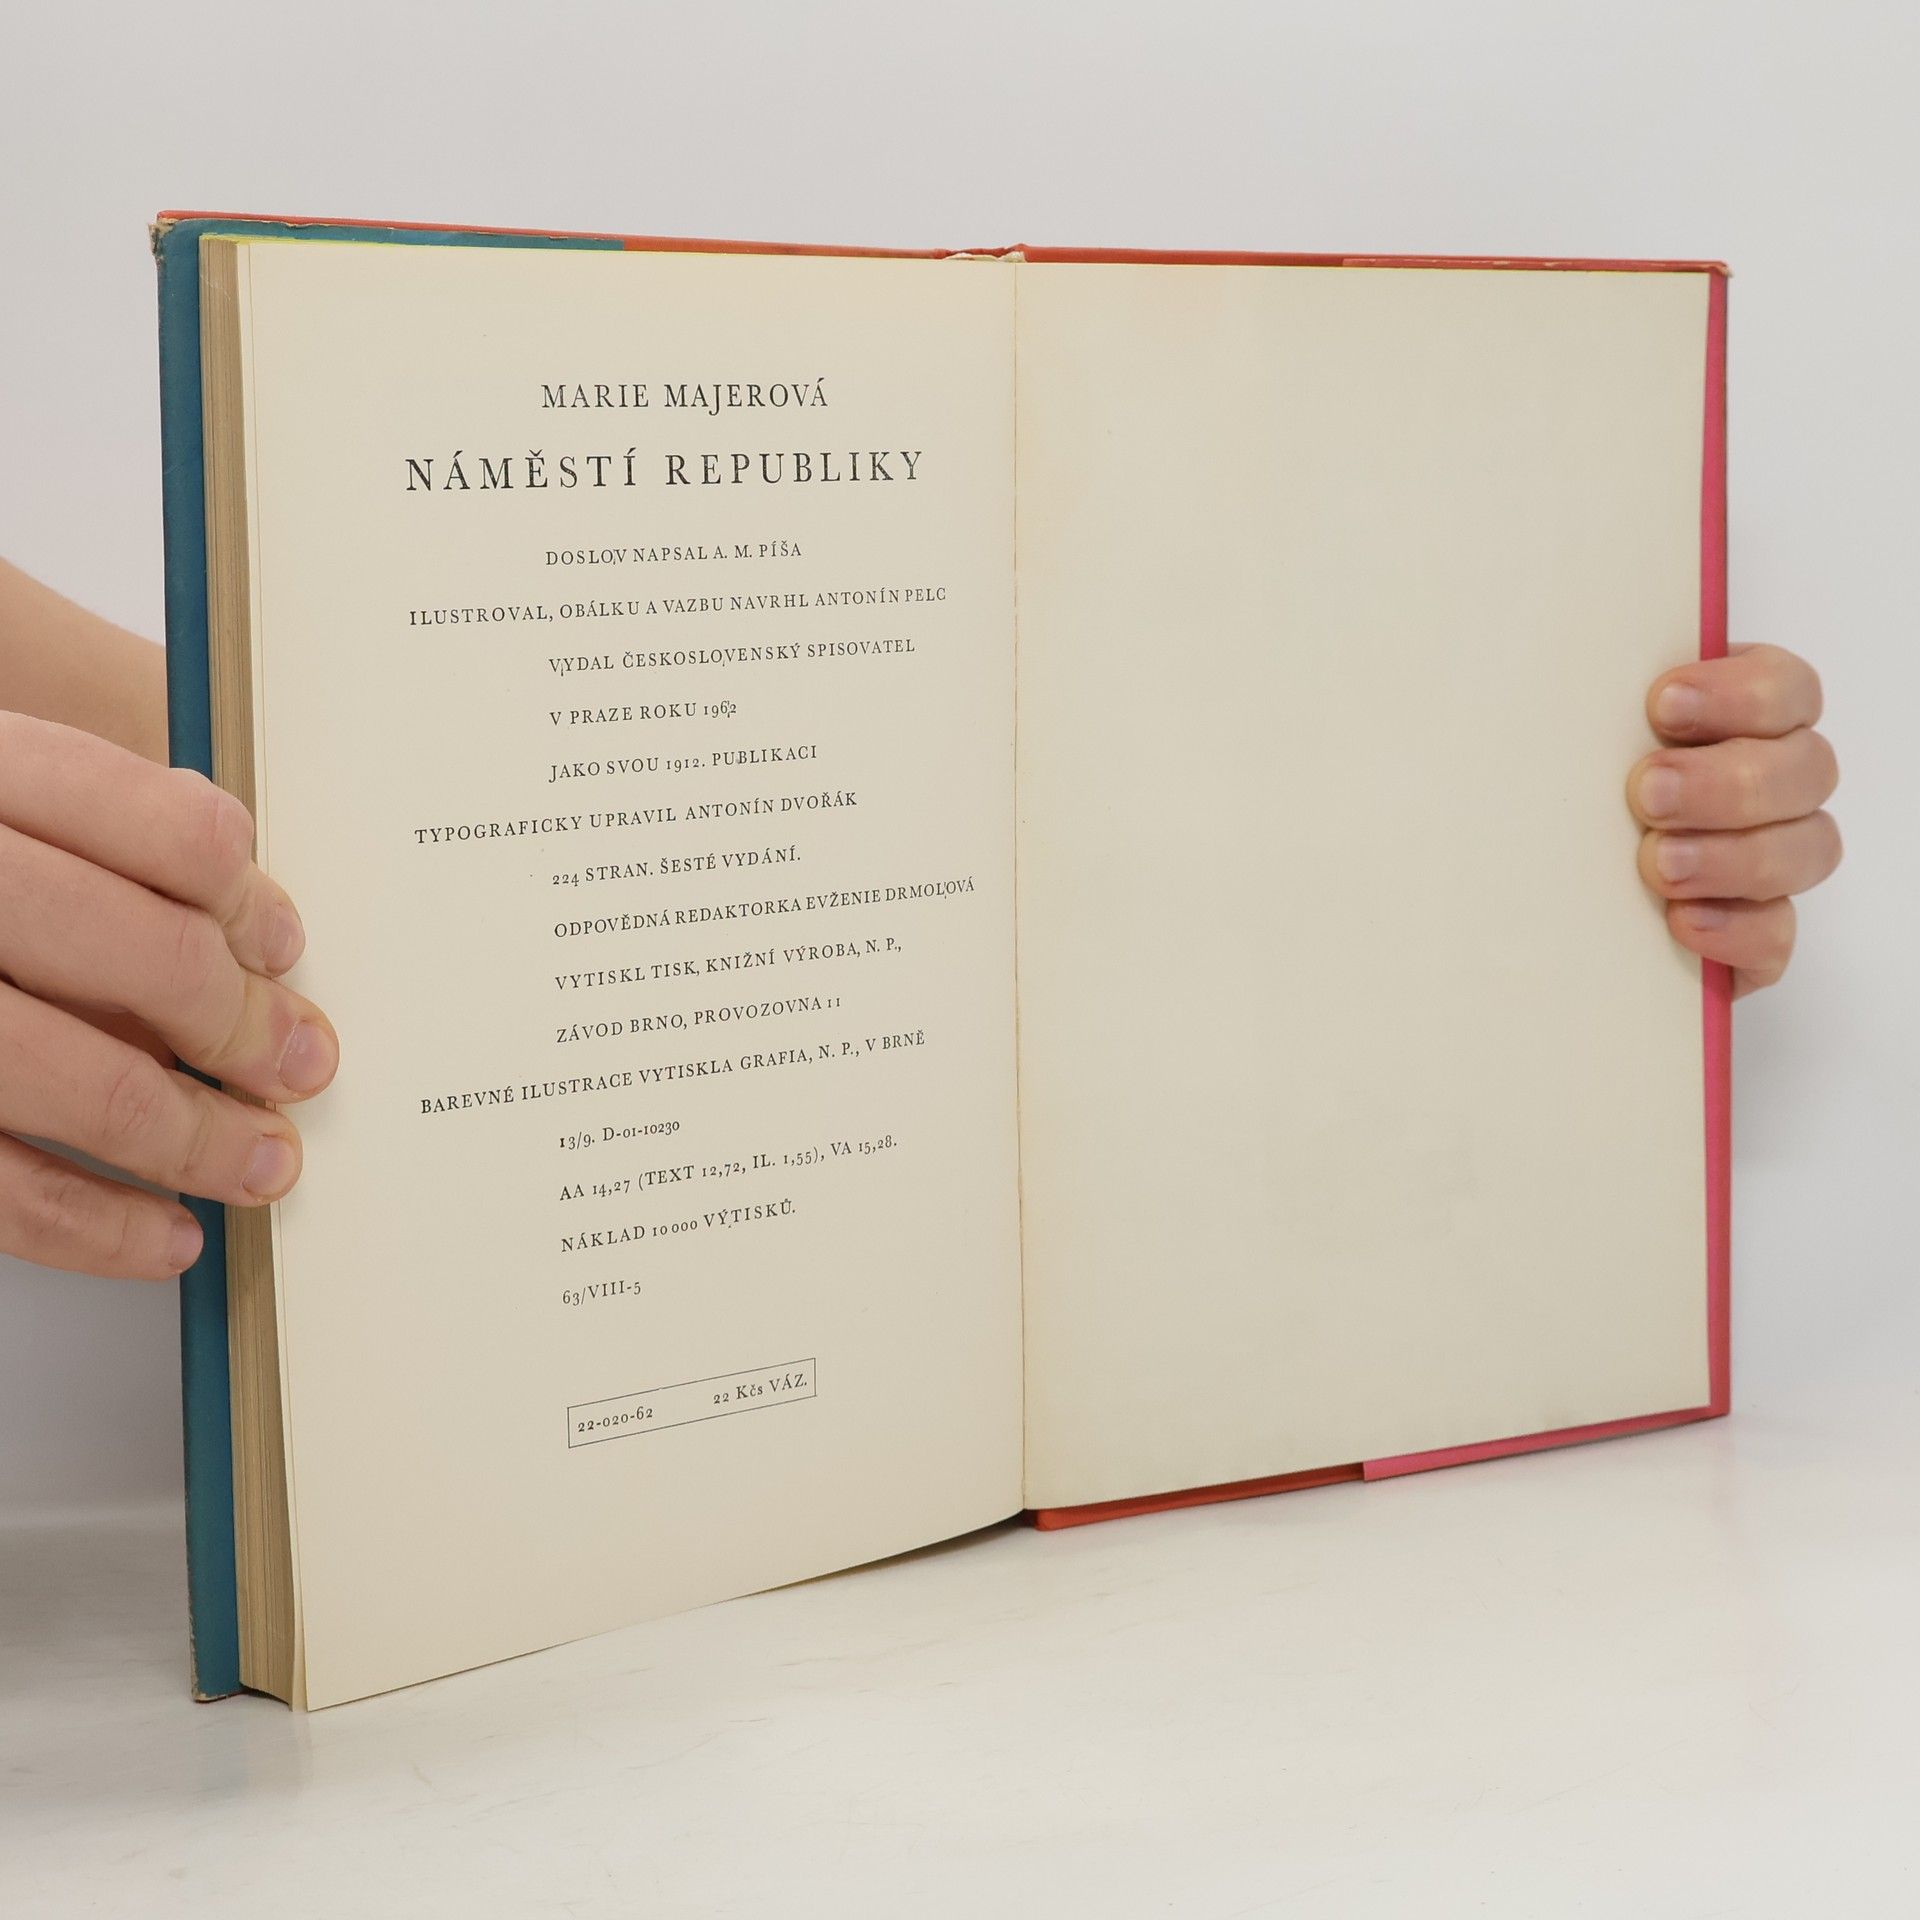 MARIE MAJEROVÁ
NÁMĚSTÍ REPUBLIKY
DOSLOV NAPSAL A. M. PÍŠA
ILUSTROVAL, OBÁLKU A VAZBU NAVRHL ANTONÍN PELC
VYDAL ČESKOSLOVENSKÝ SPISOVATEL
V PRAZE ROKU 1962
JAKO SVOU 1912. PUBLIKACI
TYPOGRAFICKY UPRAVIL ANTONÍN DVOŘÁK
224 STRAN. ŠESTÉ VYDÁNÍ.
ODPOVĚDNÁ REDAKTORKA EVŽENIE DRMOLOVÁ
VYTISKL TISK, KNIŽNÍ VÝROBA, N. P.,
ZÁVOD BRNO, PROVOZOVNA 11
BAREVNÉ ILUSTRACE VYTISKLA GRAFIA, N. P., V BRNĚ
13/9. D-01-10230
AA 14,27 (TEXT 12,72, IL. 1,55), VA 15,28.
NÁKLAD 10 000 VÝTISKŮ.
63/VIII-5
22-020-62 22 Kčs VÁZ.